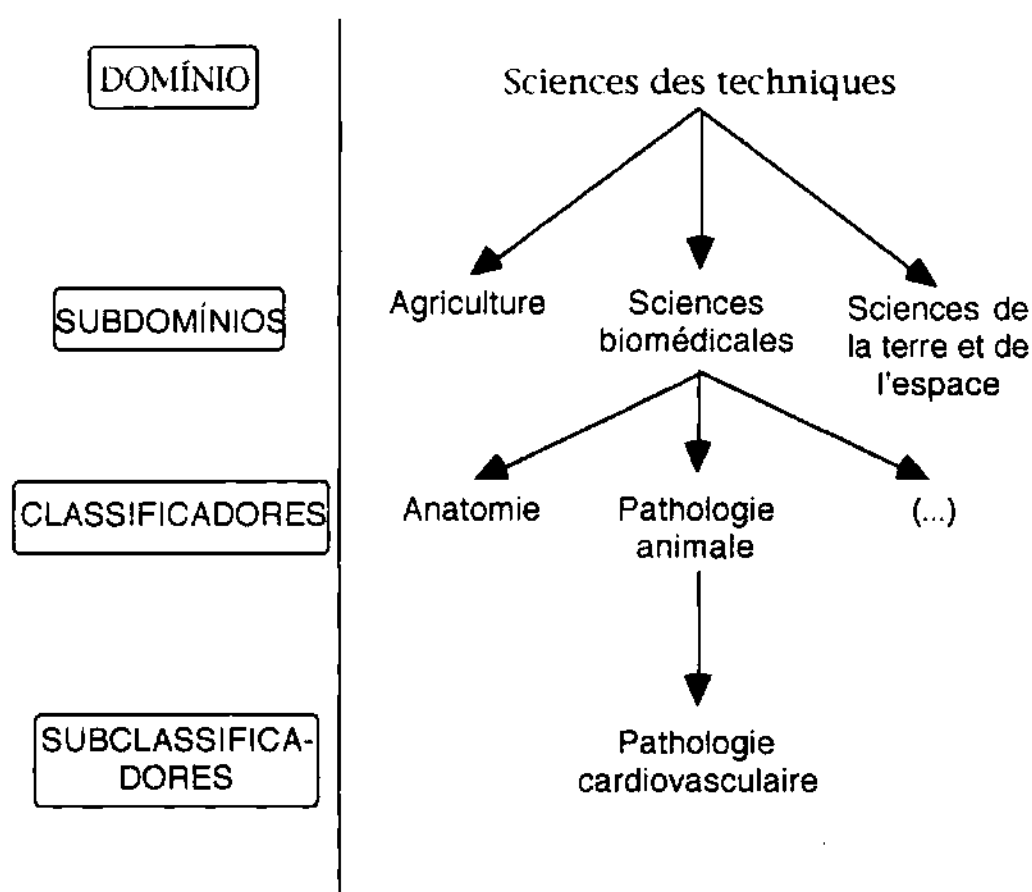 DOMÍNIO
Sciences des techniques
SUBDOMÍNIOS
Agriculture
Sciences
biomédicales
Sciences de
la terre et de
l'espace
CLASSIFICADORES
Anatomie
Pathologie
animale
(...)
SUBCLASSIFICA-
DORES
Pathologie
cardiovasculaire